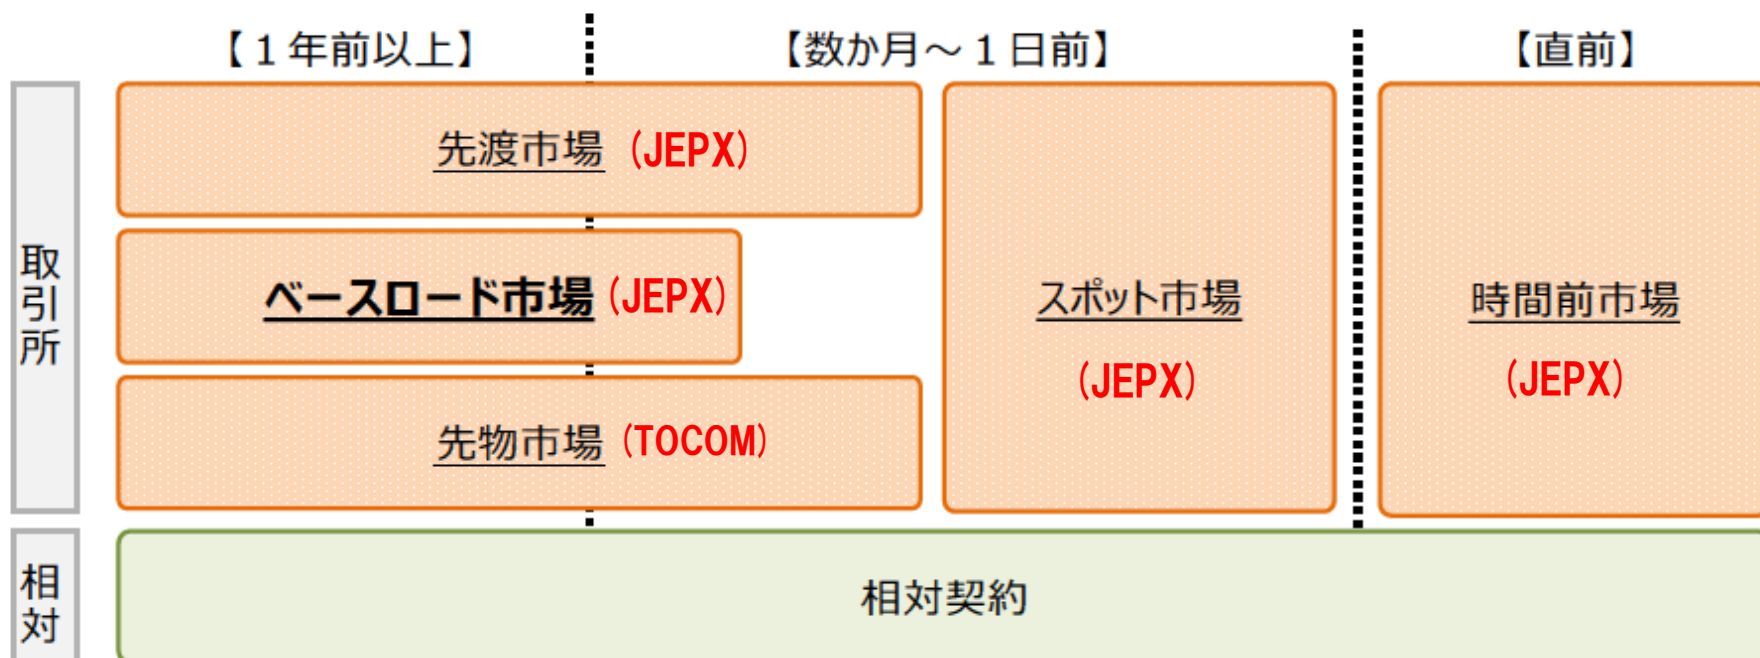 【１年前以上】 【数か月～１日前】 【直前】
取引所
先渡市場 (JEPX)
ベースロード市場 (JEPX)
先物市場 (TOCOM)
スポット市場
(JEPX)
時間前市場
(JEPX)
相対
相対契約